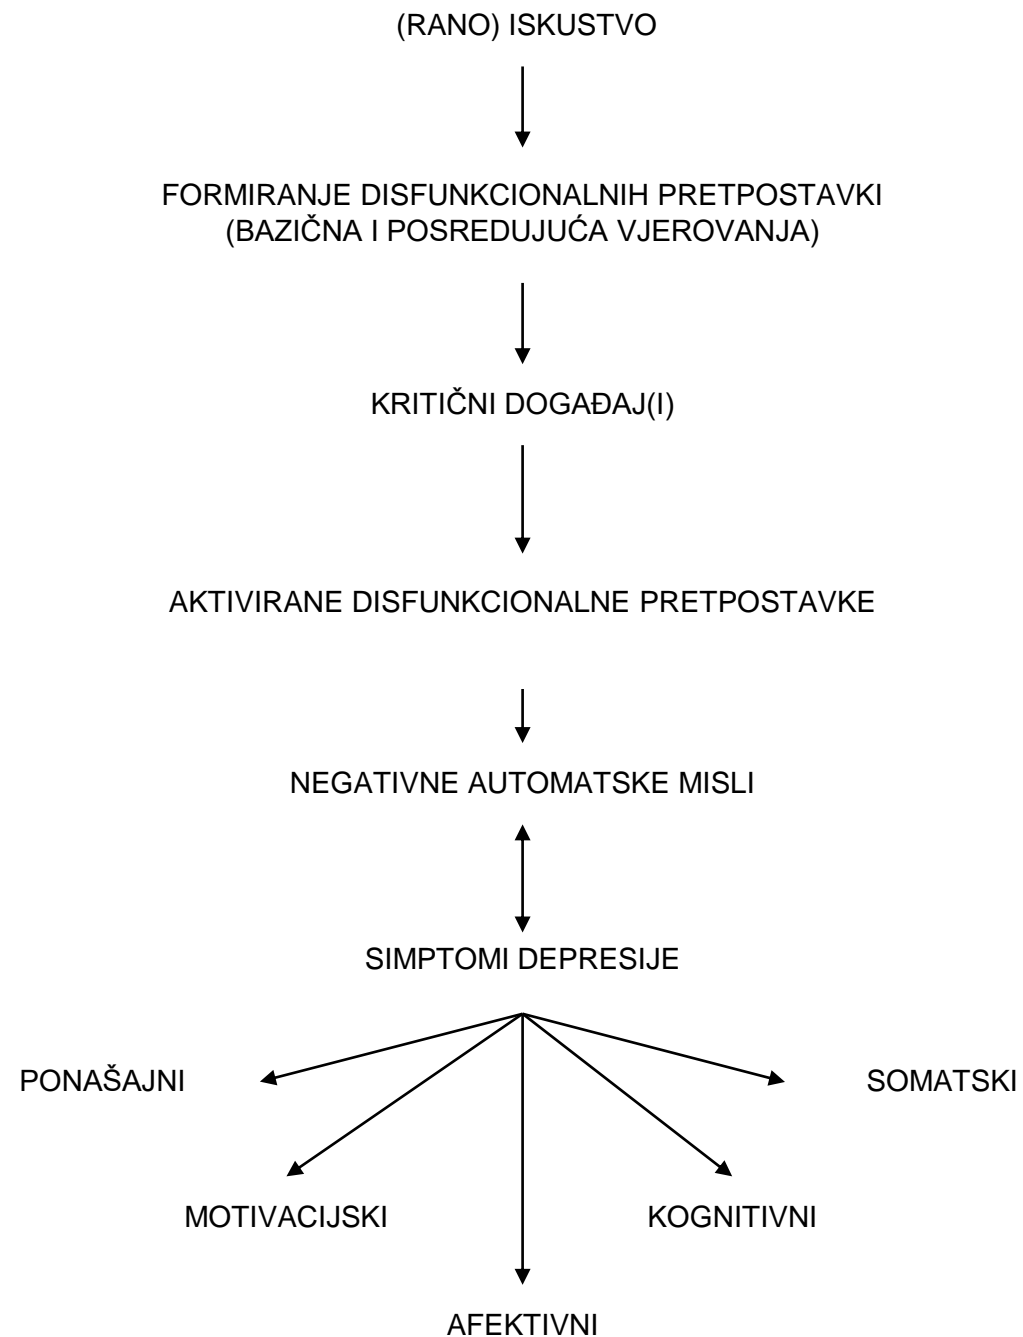 (RANO) ISKUSTVO
FORMIRANJE DISFUNKCIONALNIH PRETPOSTAVKI
(BAZIČNA I POSREDUJUĆA VJEROVANJA)
KRITIČNI DOGAĐAJ(I)
AKTIVIRANE DISFUNKCIONALNE PRETPOSTAVKE
NEGATIVNE AUTOMATSKE MISLI
SIMPTOMI DEPRESIJE
PONAŠAJNI
SOMATSKI
MOTIVACIJSKI
KOGNITIVNI
AFEKTIVNI